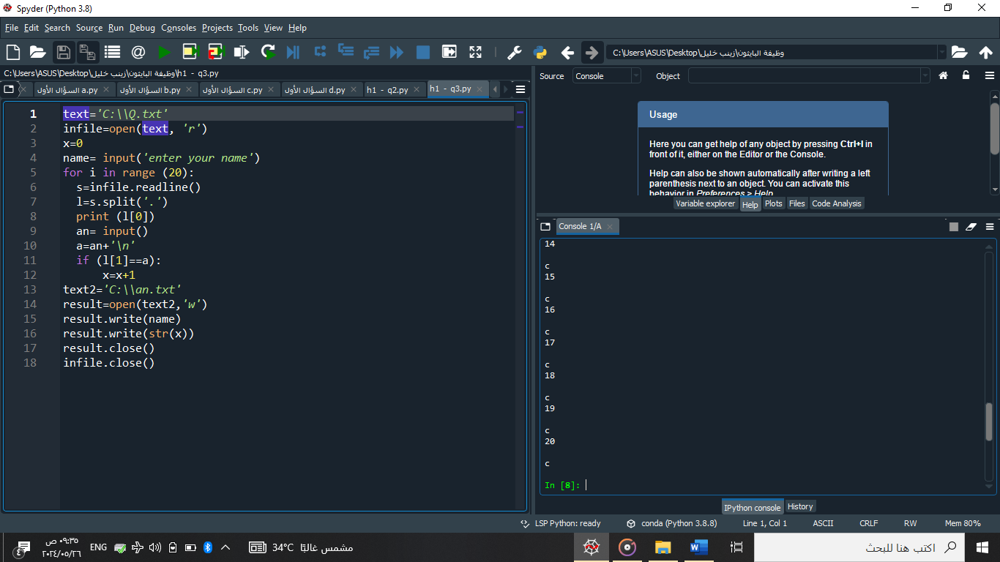 Spyder (Python 3.8)
File Edit Search Source Run Debug Consoles Projects Tools View Help
C:\Users\ASUS\Desktop\وظيفة البايثون\زينب خليل
C:\Users\ASUS\Desktop\وظيفة البايثون\زينب خليل\h1 - q3.py
السؤال الأول a.py السؤال الأول b.py السؤال الأول c.py السؤال الأول d.py h1 - q2.py h1 - q3.py
1 text='C:\\Q.txt'
2 infile=open(text, 'r')
3 x=0
4 name= input('enter your name')
5 for i in range (20):
6 s=infile.readline()
7 l=s.split('.')
8 print (l[0])
9 an= input()
10 a=an+'\n'
11 if (l[1]==a):
12 x=x+1
13 text2='C:\\an.txt'
14 result=open(text2,'w')
15 result.write(name)
16 result.write(str(x))
17 result.close()
18 infile.close()
Source Console Object
Usage
Here you can get help of any object by pressing Ctrl+I in
front of it, either on the Editor or the Console.
Help can also be shown automatically after writing a left
parenthesis next to an object. You can activate this
behavior in Preferences > Help.
Variable explorer Help Plots Files Code Analysis
Console 1/A
14
c
15
c
16
c
17
c
18
c
19
c
20
c
In [8]:
IPython console History
LSP Python: ready conda (Python 3.8.8) Line 1, Col 1 ASCII CRLF RW Mem 80%
٠٩:٣٥ ص
٢٠٢٤/٠٥/٢٦
٤
ENG
34°C مشمس غالبًا
اكتب هنا للبحث